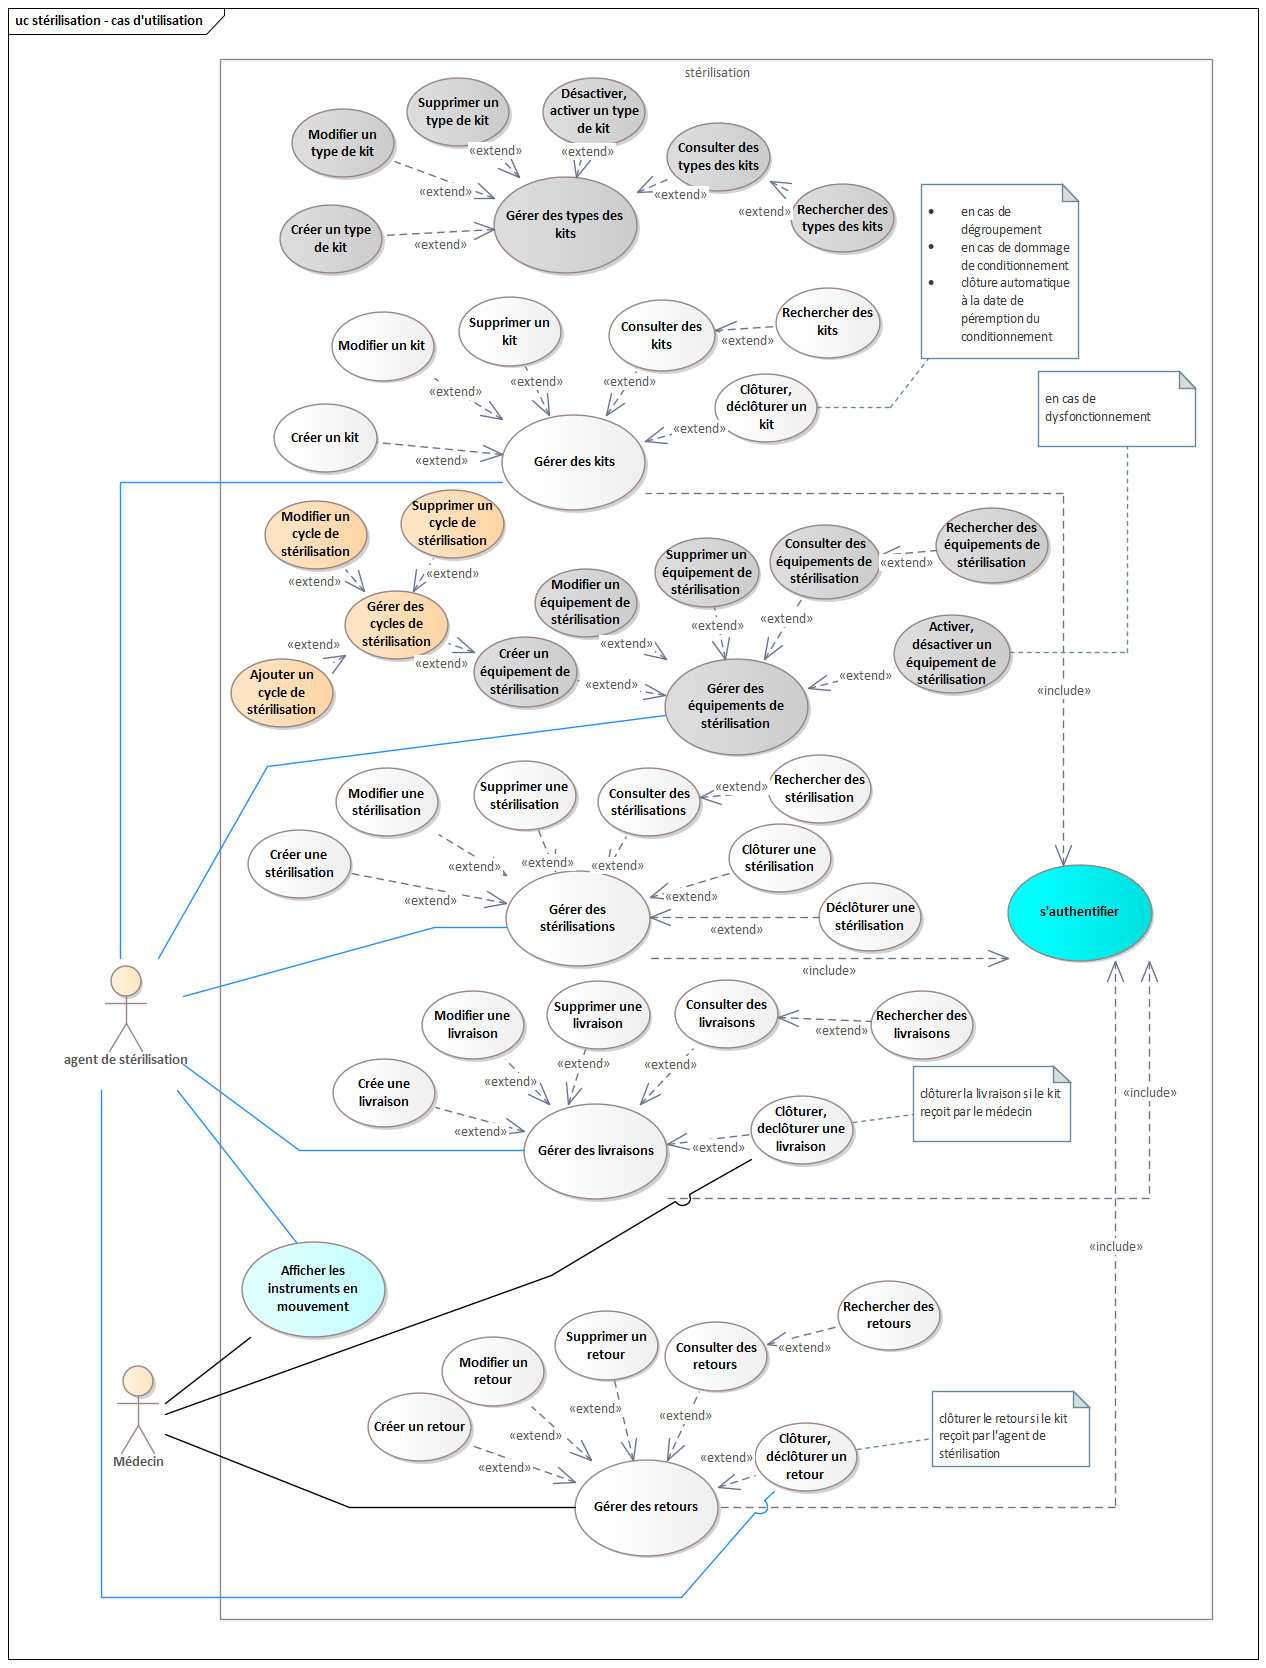 uc stérilisation - cas d'utilisation
stérilisation
Supprimer un
type de kit
Désactiver,
activer un type
de kit
Modifier un
type de kit
Consulter des
types des kits
«extend»
«extend»
«extend»
«extend»
Créer un type
de kit
«extend»
Gérer des types des
kits
«extend»
Rechercher des
types des kits
• en cas de
dégroupement
• en cas de dommage
de conditionnement
• clôture automatique
à la date de
péremption du
conditionnement
Modifier un kit
Supprimer un
kit
Consulter des
kits
Rechercher des
kits
«extend»
«extend»
«extend»
«extend»
Clôturer,
déclôturer un
kit
en cas de
dysfonctionnement
Créer un kit
«extend»
«extend»
Gérer des kits
Modifier un
cycle de
stérilisation
Supprimer un
cycle de
stérilisation
Supprimer un
équipement de
stérilisation
Consulter des
équipements de
stérilisation
Rechercher des
équipements de
stérilisation
«extend»
«extend»
«extend»
Modifier un
équipement de
stérilisation
Gérer des
cycles de
stérilisation
«extend»
«extend»
«extend»
Activer,
désactiver un
équipement de
stérilisation
«extend»
«extend»
Créer un
équipement de
stérilisation
«extend»
«extend»
Ajouter un
cycle de
stérilisation
Gérer des
équipements de
stérilisation
«include»
Modifier une
stérilisation
Supprimer une
stérilisation
Consulter des
stérilisations
«extend»
Rechercher des
stérilisation
Créer une
stérilisation
«extend»
«extend»
«extend»
Clôturer une
stérilisation
«extend»
«extend»
Gérer des
stérilisations
Déclôturer une
stérilisation
«extend»
s'authentifier
«include»
agent de stérilisation
Modifier une
livraison
Supprimer une
livraison
Consulter des
livraisons
Rechercher des
livraisons
«extend»
«extend»
«extend»
«extend»
Crée une
livraison
clôturer la livraison si le kit
reçoit par le médecin
«include»
«extend»
Gérer des livraisons
«extend»
Clôturer,
declôturer une
livraison
«include»
Afficher les
instruments en
mouvement
Médecin
Modifier un
retour
Supprimer un
retour
Consulter des
retours
Rechercher des
retours
«extend»
Créer un retour
«extend»
«extend»
«extend»
«extend»
«extend»
Clôturer,
déclôturer un
retour
clôturer le retour si le kit
reçoit par l'agent de
stérilisation
Gérer des retours